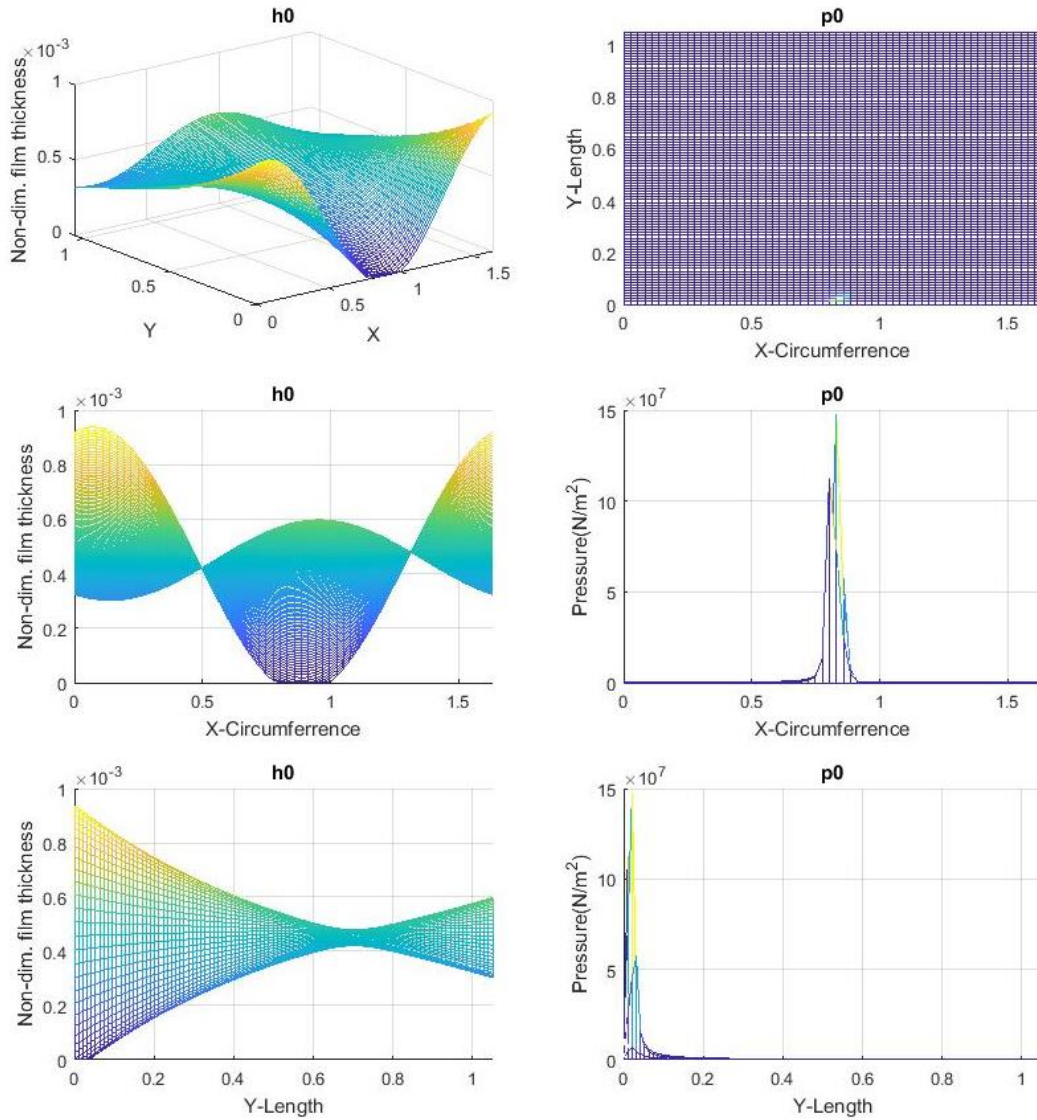 h0
×10⁻³
Non-dim. film thickness
1
0.5
0
1
0.5
0
Y
0
0.5
1
1.5
X
p0
1
0.8
0.6
0.4
0.2
0
Y-Length
0 0.5 1 1.5
X-Circumferrence
h0
×10⁻³
1
0.8
0.6
0.4
0.2
0
Non-dim. film thickness
0 0.5 1 1.5
X-Circumferrence
p0
×10⁷
15
10
5
0
Pressure(N/m²)
0 0.5 1 1.5
X-Circumferrence
h0
×10⁻³
1
0.8
0.6
0.4
0.2
0
Non-dim. film thickness
0 0.2 0.4 0.6 0.8 1
Y-Length
p0
×10⁷
15
10
5
0
Pressure(N/m²)
0 0.2 0.4 0.6 0.8 1
Y-Length